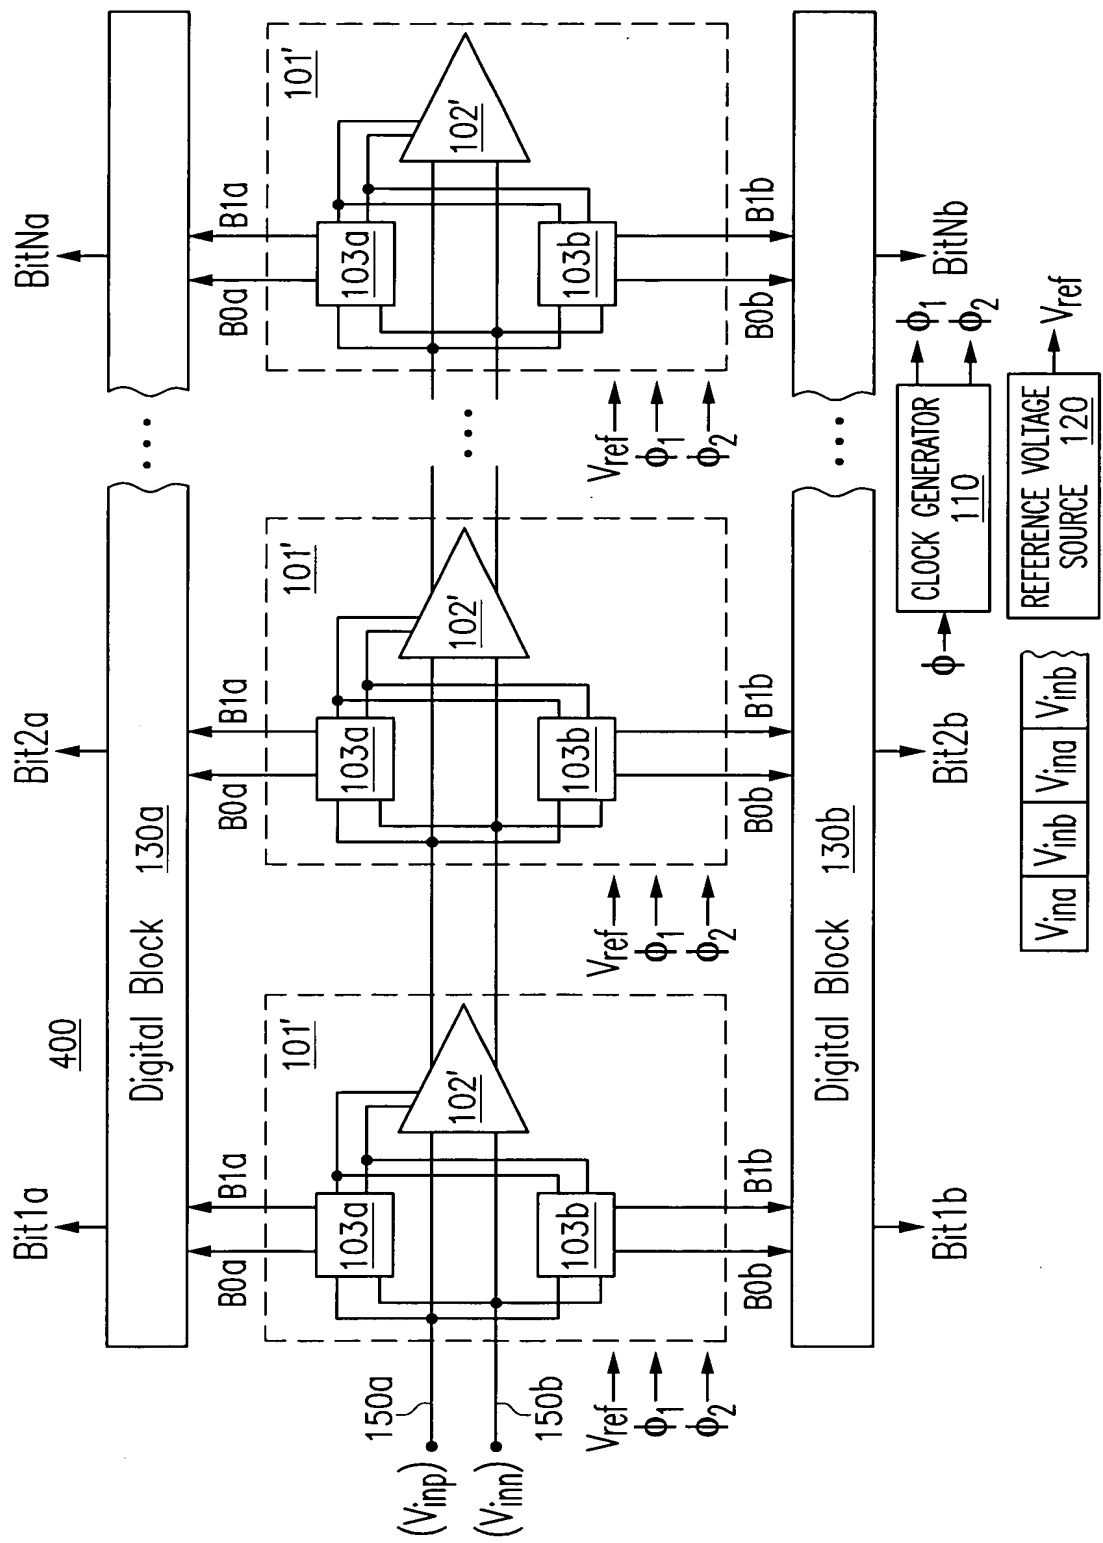 400
Bit1a
Bit2a
BitNa
Digital Block 130a
B0a
B1a
B0a
B1a
B0a
B1a
101'
101'
101'
103a
102'
103a
102'
103a
102'
150a
(Vinp)
(Vinn)
150b
103b
103b
103b
Vref
ϕ1
ϕ2
Vref
ϕ1
ϕ2
Vref
ϕ1
ϕ2
B0b
B1b
B0b
B1b
B0b
B1b
Digital Block 130b
Bit1b
Bit2b
BitNb
ϕ
CLOCK GENERATOR
110
ϕ1
ϕ2
Vina Vinb Vina Vinb
REFERENCE VOLTAGE
SOURCE 120
Vref